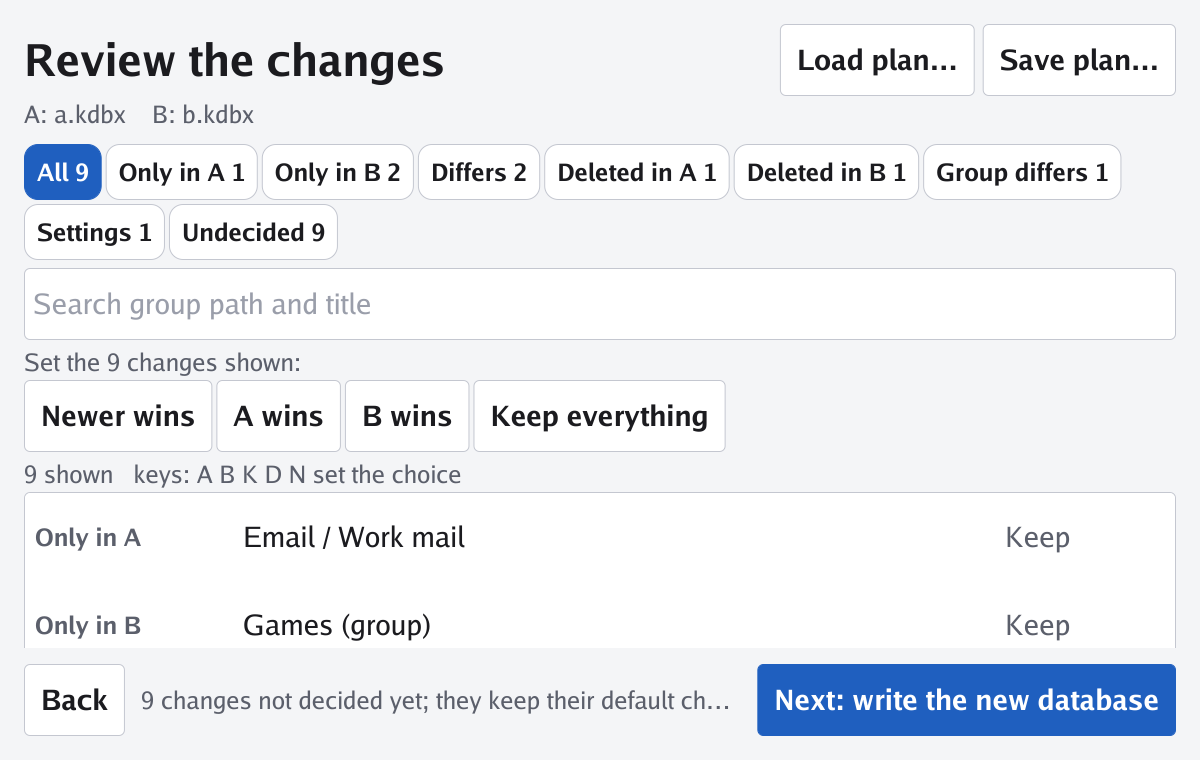 Review the changes
Load plan...
Save plan...
A: a.kdbx B: b.kdbx
All 9
Only in A 1
Only in B 2
Differs 2
Deleted in A 1
Deleted in B 1
Group differs 1
Settings 1
Undecided 9
Search group path and title
Set the 9 changes shown:
Newer wins
A wins
B wins
Keep everything
9 shown keys: A B K D N set the choice
Only in A Email / Work mail Keep
Only in B Games (group) Keep
Back
9 changes not decided yet; they keep their default ch...
Next: write the new database